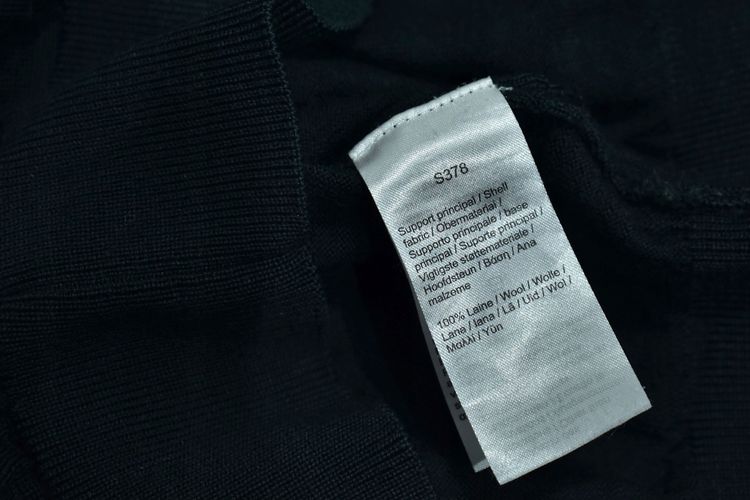 S378
Support principal / Shell
fabric / Obermaterial /
Supporto principale / base
principal / Suporte principal /
Vigtigste støttemateriale /
Hoofdsteun / Βάση / Ana
malzeme
100% Laine / Wool / Wolle /
Lana / lana / Lã / Uld / Wol /
Μαλλί / Yün